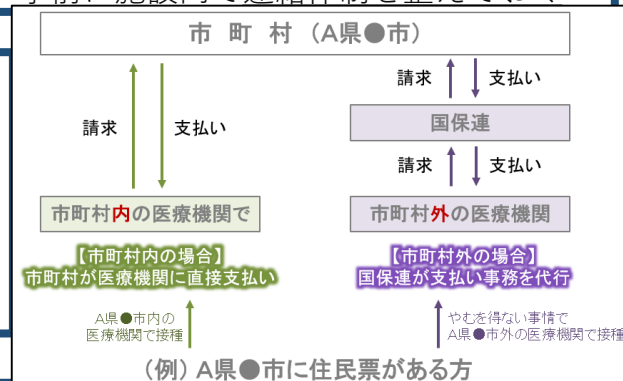 市 町 村 （A県●市）
請求
支払い
請求
支払い
国保連
請求
支払い
市町村内の医療機関で
市町村外の医療機関
【市町村内の場合】
市町村が医療機関に直接支払い
【市町村外の場合】
国保連が支払い事務を代行
A県●市内の
医療機関で接種
やむを得ない事情で
A県●市外の医療機関で接種
（例）A県●市に住民票がある方